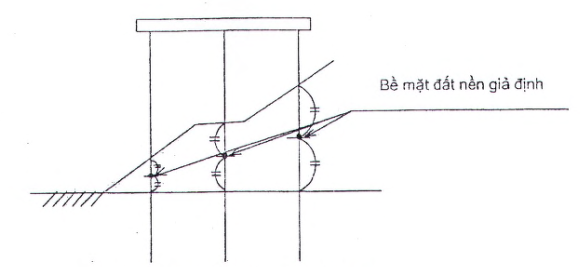 Bề mặt đất nền giả định